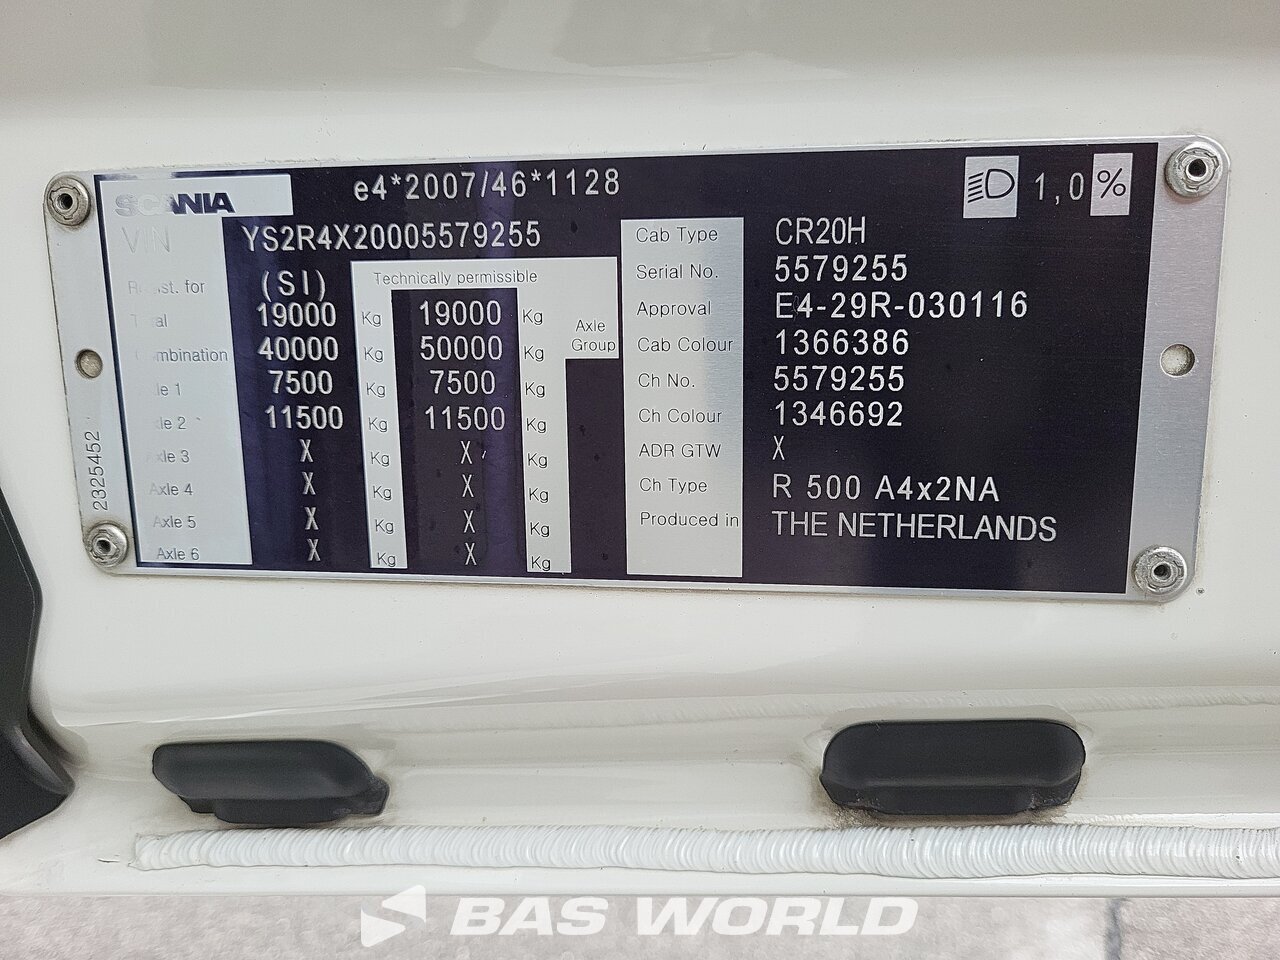 SCANIA e4*2007/46*1128 1,0 %
VIN YS2R4X20005579255
Regist. for (SI) Technically permissible
Total 19000 Kg 19000 Kg Axle Group
Combination 40000 Kg 50000 Kg
Axle 1 7500 Kg 7500 Kg
Axle 2 11500 Kg 11500 Kg
Axle 3 X Kg X Kg
Axle 4 X Kg X Kg
Axle 5 X Kg X Kg
Axle 6 X Kg X Kg
Cab Type CR20H
Serial No. 5579255
Approval E4-29R-030116
Cab Colour 1366386
Ch No. 5579255
Ch Colour 1346692
ADR GTW X
Ch Type R 500 A4x2NA
Produced in THE NETHERLANDS
2325452
BAS WORLD